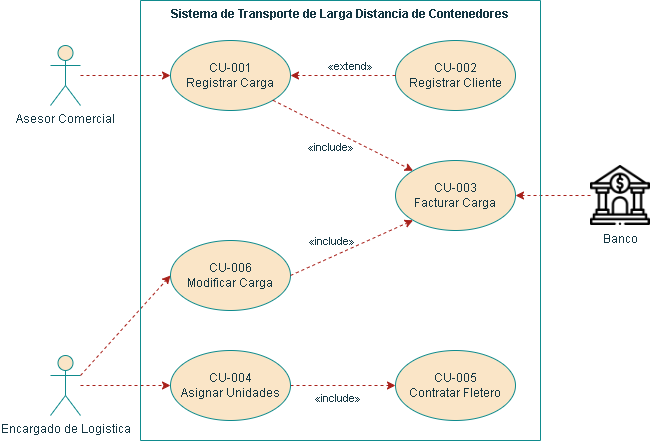 Sistema de Transporte de Larga Distancia de Contenedores
CU-001
Registrar Carga
«extend»
CU-002
Registrar Cliente
Asesor Comercial
«include»
CU-003
Facturar Carga
Banco
«include»
CU-006
Modificar Carga
CU-004
Asignar Unidades
«include»
CU-005
Contratar Fletero
Encargado de Logistica